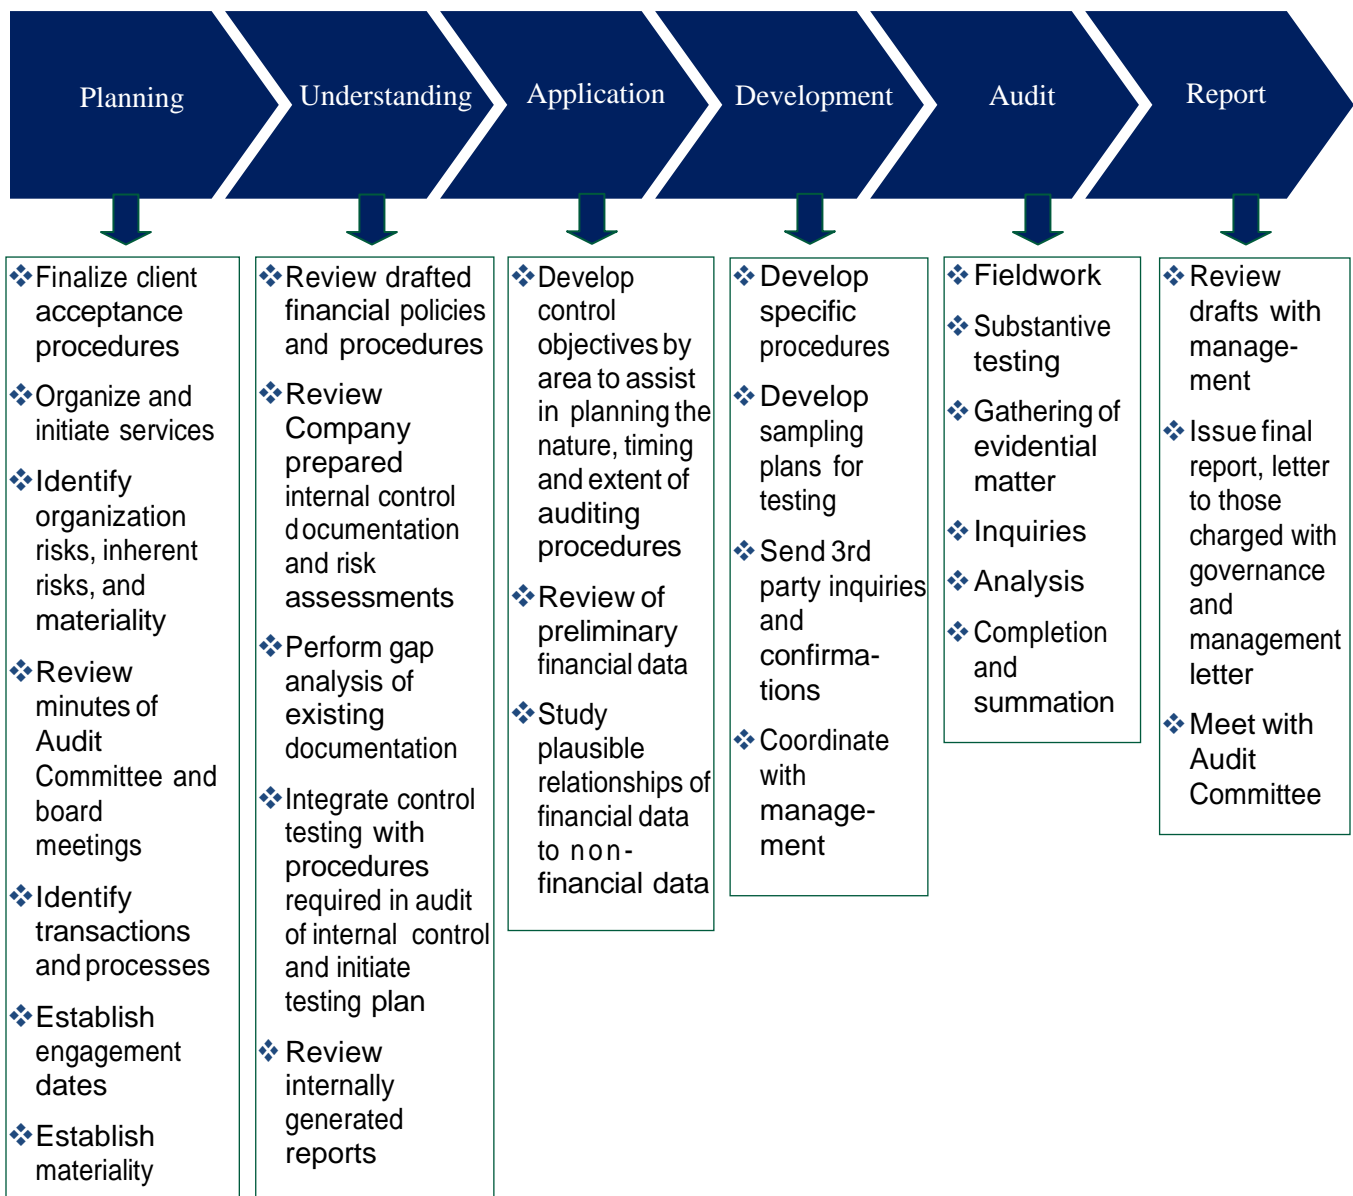 Planning
Understanding
Application
Development
Audit
Report
Finalize client
acceptance
procedures
Organize and
initiate services
Identify
organization
risks, inherent
risks, and
materiality
Review
minutes of
Audit
Committee and
board
meetings
Identify
transactions
and processes
Establish
engagement
dates
Establish
materiality
Review drafted
financial policies
and procedures
Review
Company
prepared
internal control
documentation
and risk
assessments
Perform gap
analysis of
existing
documentation
Integrate control
testing with
procedures
required in audit
of internal control
and initiate
testing plan
Review
internally
generated
reports
Develop
control
objectives by
area to assist
in planning the
nature, timing
and extent of
auditing
procedures
Review of
preliminary
financial data
Study
plausible
relationships of
financial data
to non-
financial data
Develop
specific
procedures
Develop
sampling
plans for
testing
Send 3rd
party inquiries
and
confirma-
tions
Coordinate
with
manage-
ment
Fieldwork
Substantive
testing
Gathering of
evidential
matter
Inquiries
Analysis
Completion
and
summation
Review
drafts with
manage-
ment
Issue final
report, letter
to those
charged with
governance
and
management
letter
Meet with
Audit
Committee